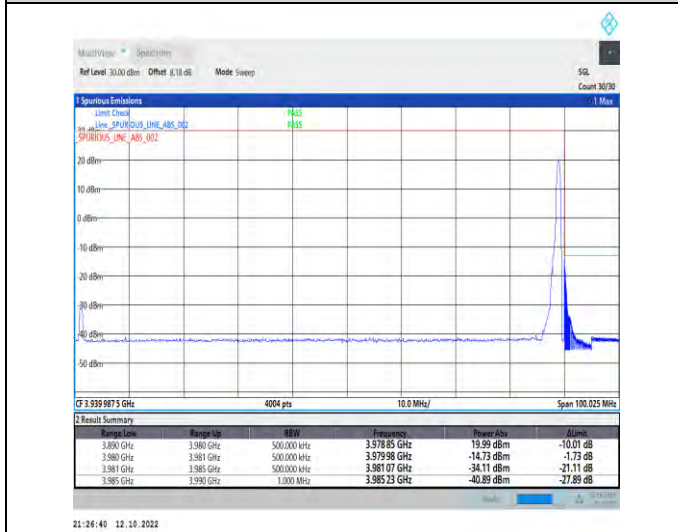 MultiView Spectrum
Ref Level 30.00 dBm Offset 8.18 dB Mode Sweep SGL
Count 30/30
1 Spurious Emissions 1 Max
Limit Check PASS
Line _SPURIOUS_LINE_ABS_002 PASS
_SPURIOUS_LINE_ABS_002
20 dBm
10 dBm
0 dBm
-10 dBm
-20 dBm
-30 dBm
-40 dBm
-50 dBm
CF 3.939 987 5 GHz 4004 pts 10.0 MHz/ Span 100.025 MHz
2 Result Summary
Range Low Range Up RBW Frequency Power Abs ΔLimit
3.890 GHz 3.980 GHz 500.000 kHz 3.978 85 GHz 19.99 dBm -10.01 dB
3.980 GHz 3.981 GHz 500.000 kHz 3.979 98 GHz -14.73 dBm -1.73 dB
3.981 GHz 3.985 GHz 500.000 kHz 3.981 07 GHz -34.11 dBm -21.11 dB
3.985 GHz 3.990 GHz 1.000 MHz 3.985 23 GHz -40.89 dBm -27.89 dB
21:26:40 12.10.2022